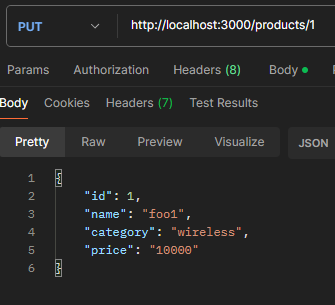 PUT http://localhost:3000/products/1
Params Authorization Headers (8) Body
Body Cookies Headers (7) Test Results
Pretty Raw Preview Visualize JSON
1 {
2 "id": 1,
3 "name": "foo1",
4 "category": "wireless",
5 "price": "10000"
6 }